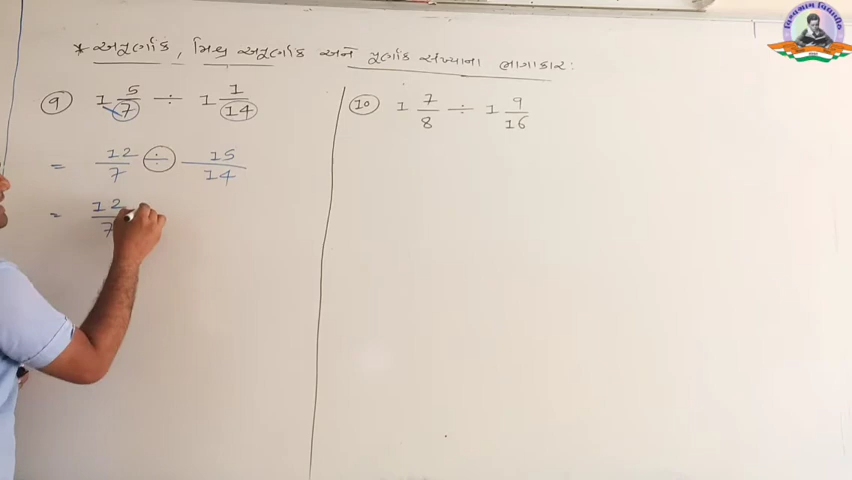 * અપૂર્ણાંક, મિશ્ર અપૂર્ણાંક અને પૂર્ણાંક સંખ્યાના ભાગાકાર:
9 1 5/7 ÷ 1 1/14
= 12/7 ÷ 15/14
= 12/7
10 1 7/8 ÷ 1 9/16